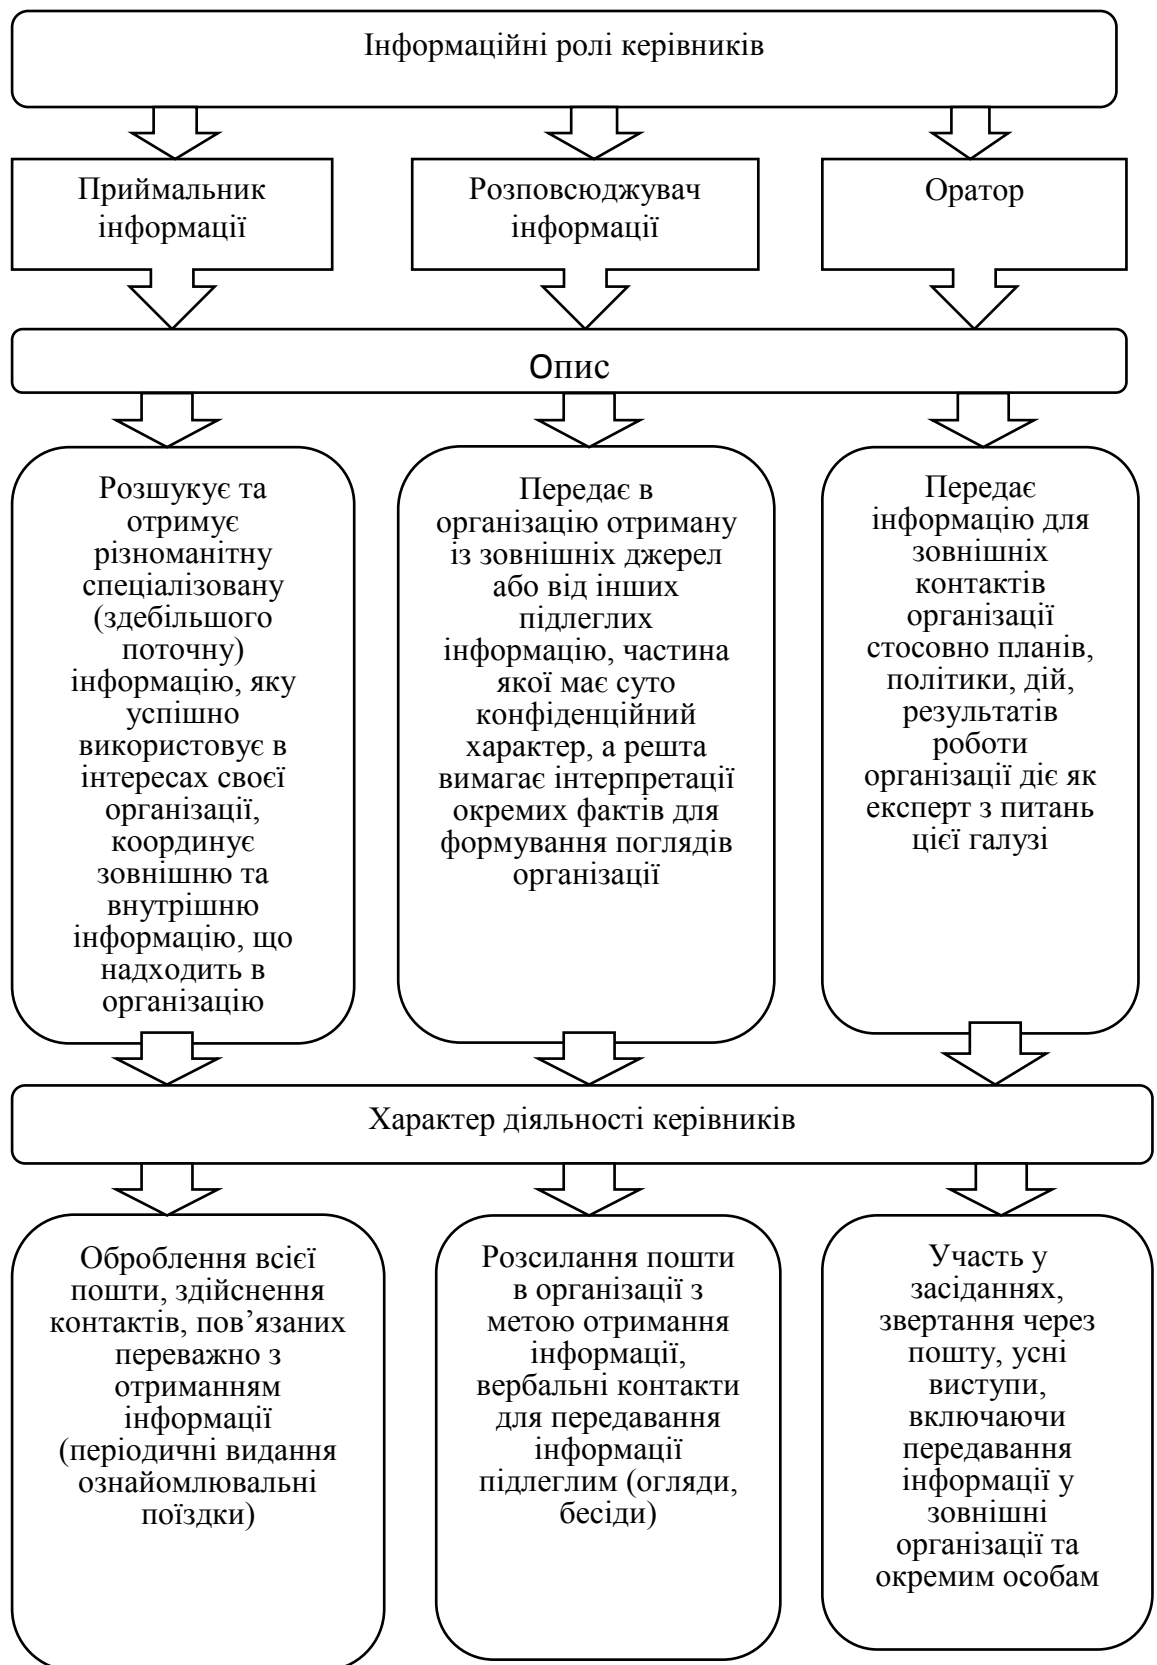 Інформаційні ролі керівників
Приймальник
інформації
Розповсюджувач
інформації
Оратор
Опис
Розшукує та
отримує
різноманітну
спеціалізовану
(здебільшого
поточну)
інформацію, яку
успішно
використовує в
інтересах своєї
організації,
координує
зовнішню та
внутрішню
інформацію, що
надходить в
організацію
Передає в
організацію отриману
із зовнішніх джерел
або від інших
підлеглих
інформацію, частина
якої має суто
конфіденційний
характер, а решта
вимагає інтерпретації
окремих фактів для
формування поглядів
організації
Передає
інформацію для
зовнішніх
контактів
організації
стосовно планів,
політики, дій,
результатів
роботи
організації діє як
експерт з питань
цієї галузі
Характер діяльності керівників
Оброблення всієї
пошти, здійснення
контактів, пов’язаних
переважно з
отриманням
інформації
(періодичні видання
ознайомлювальні
поїздки)
Розсилання пошти
в організації з
метою отримання
інформації,
вербальні контакти
для передавання
інформації
підлеглим (огляди,
бесіди)
Участь у
засіданнях,
звертання через
пошту, усні
виступи,
включаючи
передавання
інформації у
зовнішні
організації та
окремим особам